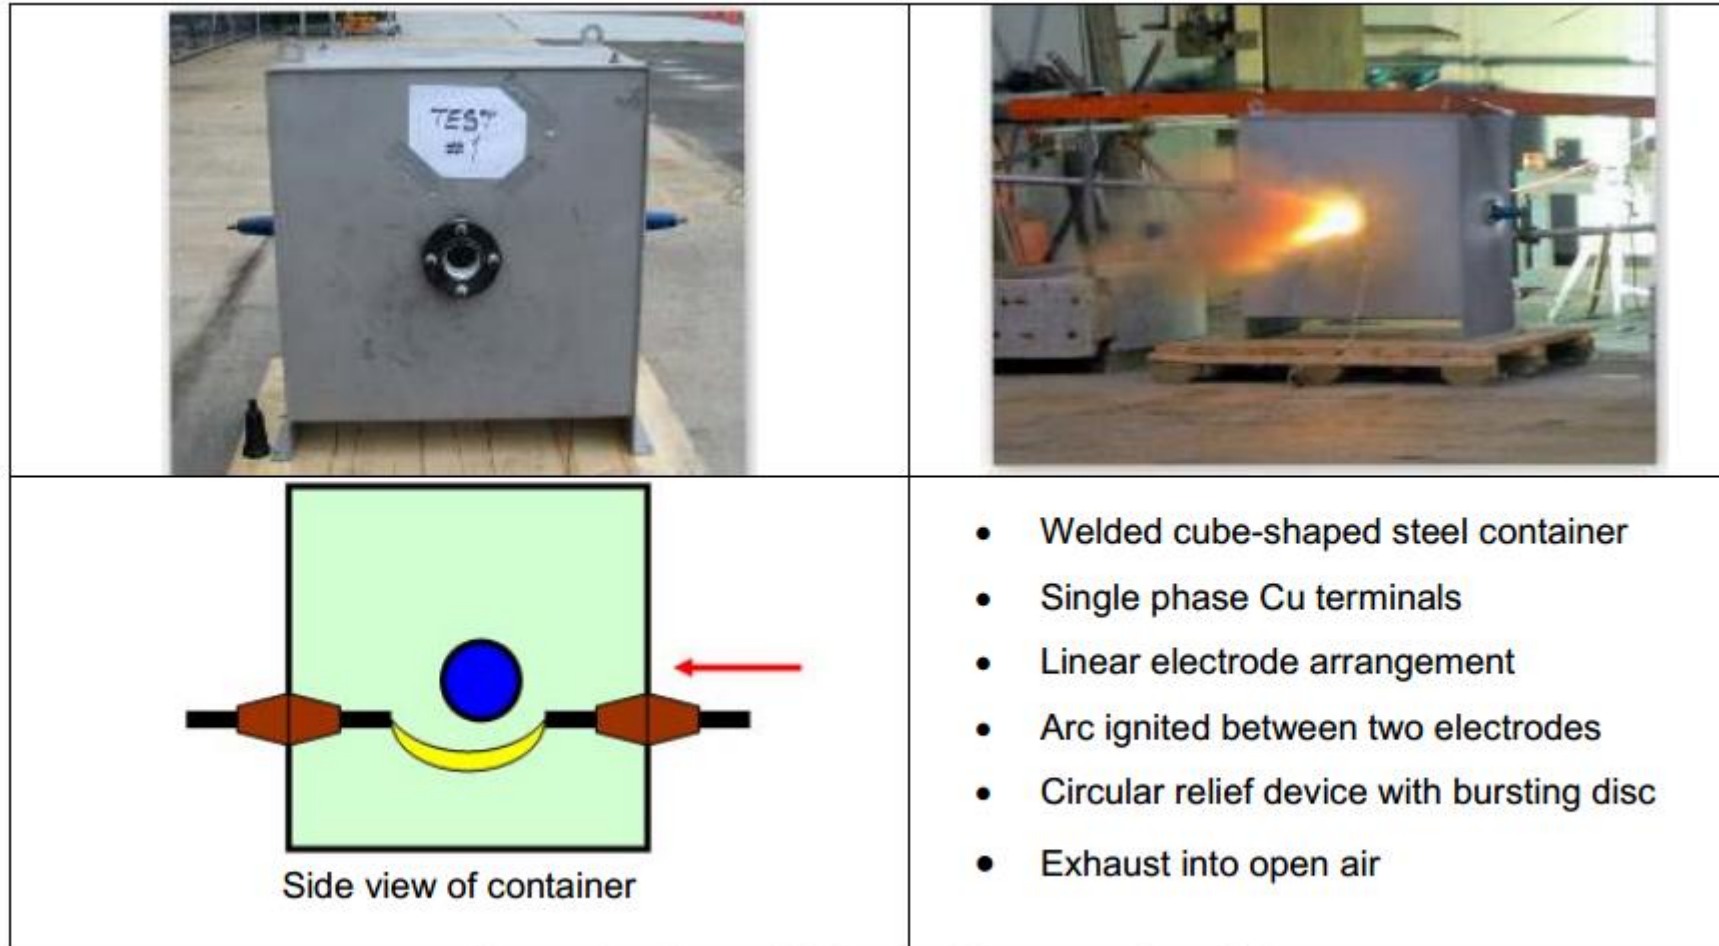 TEST
#1
Side view of container
• Welded cube-shaped steel container
• Single phase Cu terminals
• Linear electrode arrangement
• Arc ignited between two electrodes
• Circular relief device with bursting disc
• Exhaust into open air